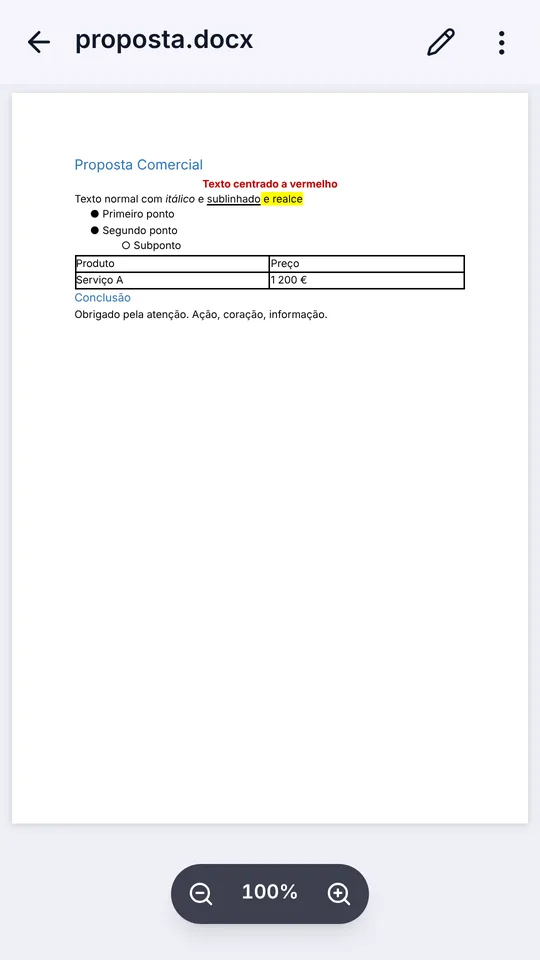 proposta.docx
Proposta Comercial
Texto centrado a vermelho
Texto normal com itálico e sublinhado e realce
● Primeiro ponto
● Segundo ponto
○ Subponto
Produto Preço
Serviço A 1 200 €
Conclusão
Obrigado pela atenção. Ação, coração, informação.
100%